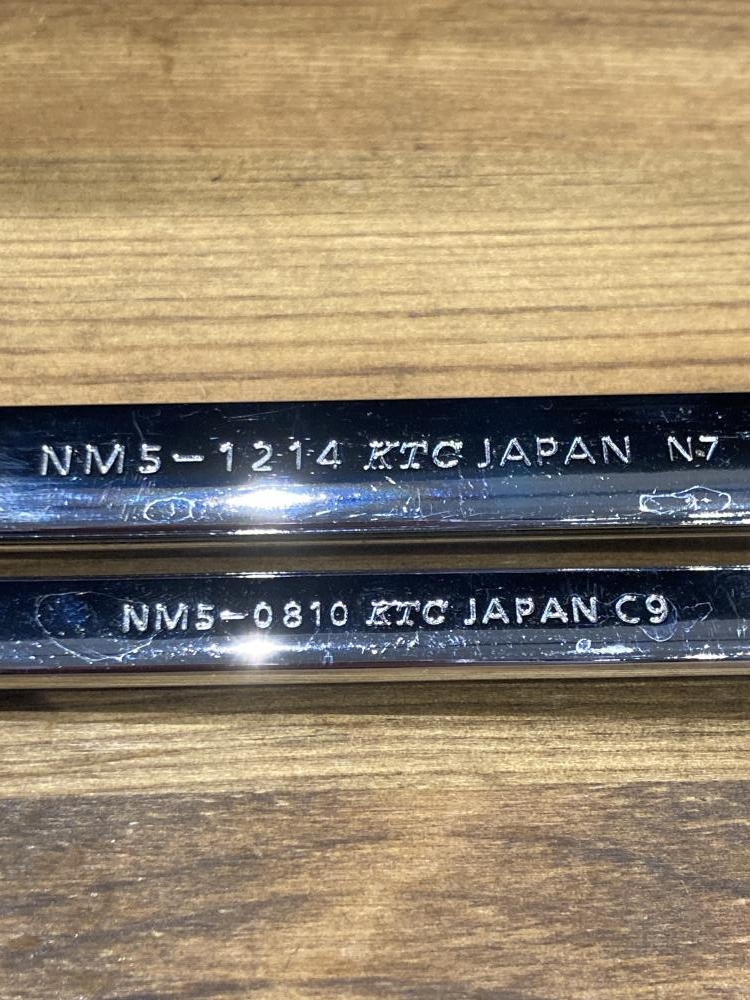 NM5-1214 KTC JAPAN N7
NM5-0810 KTC JAPAN C9